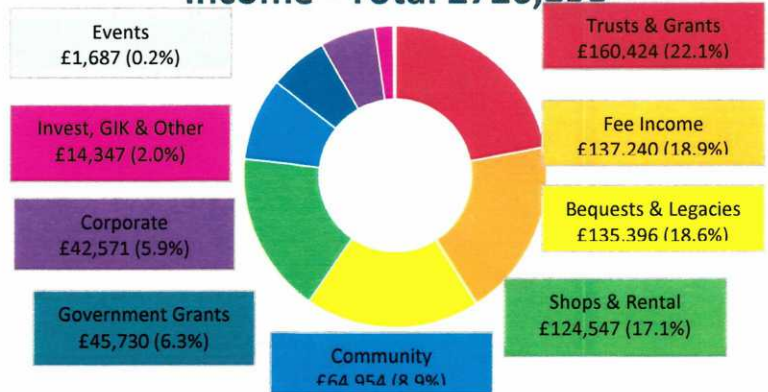 Income - Total
Events
£1,687 (0.2%)
Invest, GIK & Other
£14,347 (2.0%)
Corporate
£42,571 (5.9%)
Government Grants
£45,730 (6.3%)
Community
£64,954 (8.9%)
Trusts & Grants
£160,424 (22.1%)
Fee Income
£137,240 (18.9%)
Bequests & Legacies
£135,396 (18.6%)
Shops & Rental
£124,547 (17.1%)